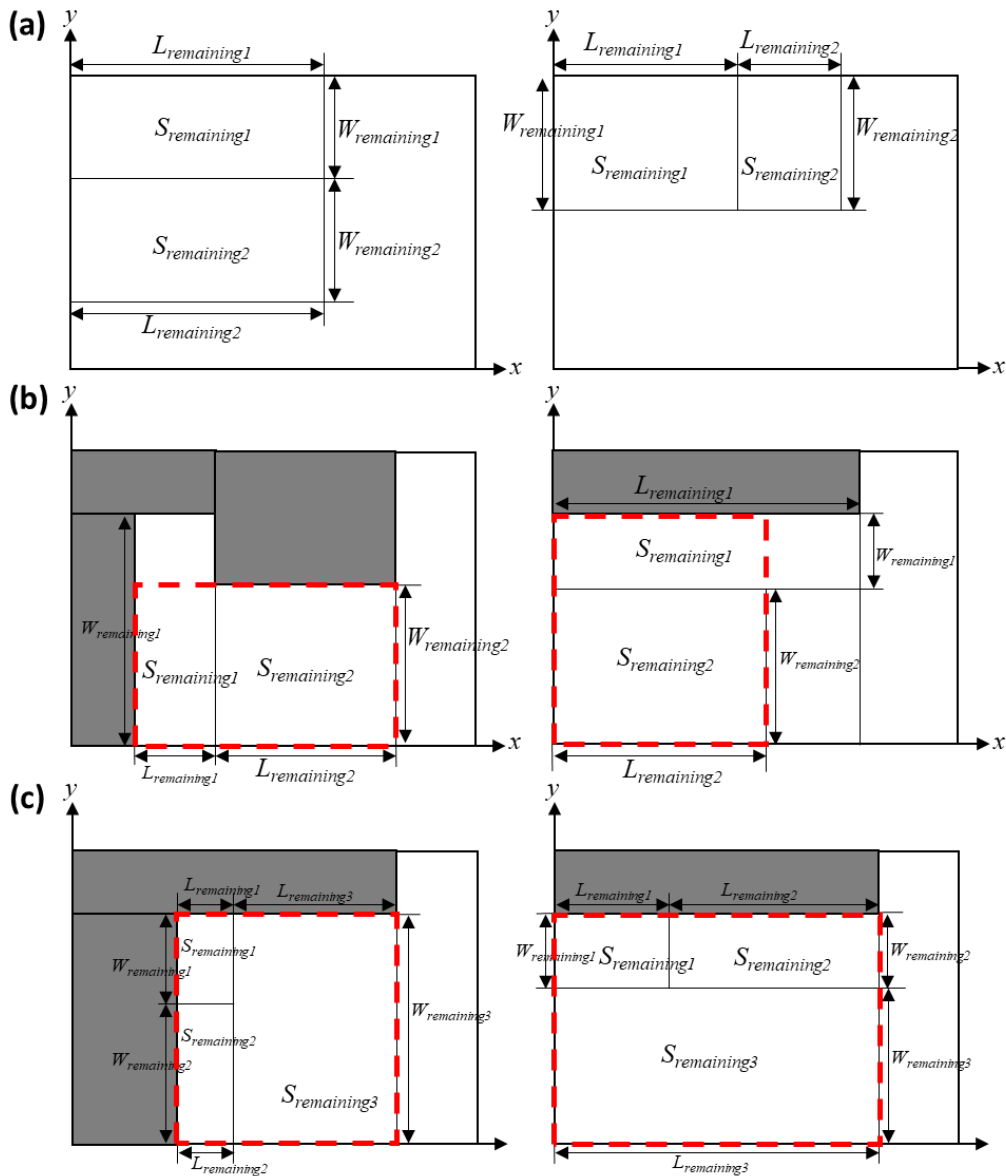 (a)
y
L_remaining1
S_remaining1
W_remaining1
S_remaining2
W_remaining2
L_remaining2
x
y
L_remaining1
L_remaining2
W_remaining1
W_remaining2
S_remaining1
S_remaining2
x
(b)
y
W_remaining1
W_remaining2
S_remaining1
S_remaining2
L_remaining1
L_remaining2
x
y
L_remaining1
S_remaining1
W_remaining1
S_remaining2
W_remaining2
L_remaining2
x
(c)
y
L_remaining1
L_remaining3
S_remaining1
W_remaining1
W_remaining3
S_remaining2
W_remaining2
S_remaining3
L_remaining2
y
L_remaining1
L_remaining2
W_remaining1
S_remaining1
S_remaining2
W_remaining2
S_remaining3
W_remaining3
L_remaining3